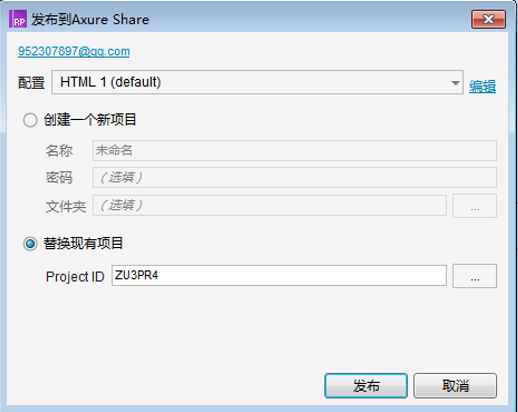 RP 发布到Axure Share
952307897@qq.com
配置 HTML 1 (default) 编辑
创建一个新项目
名称 未命名
密码 （选填）
文件夹 （选填） ...
替换现有项目
Project ID ZU3PR4 ...
发布 取消